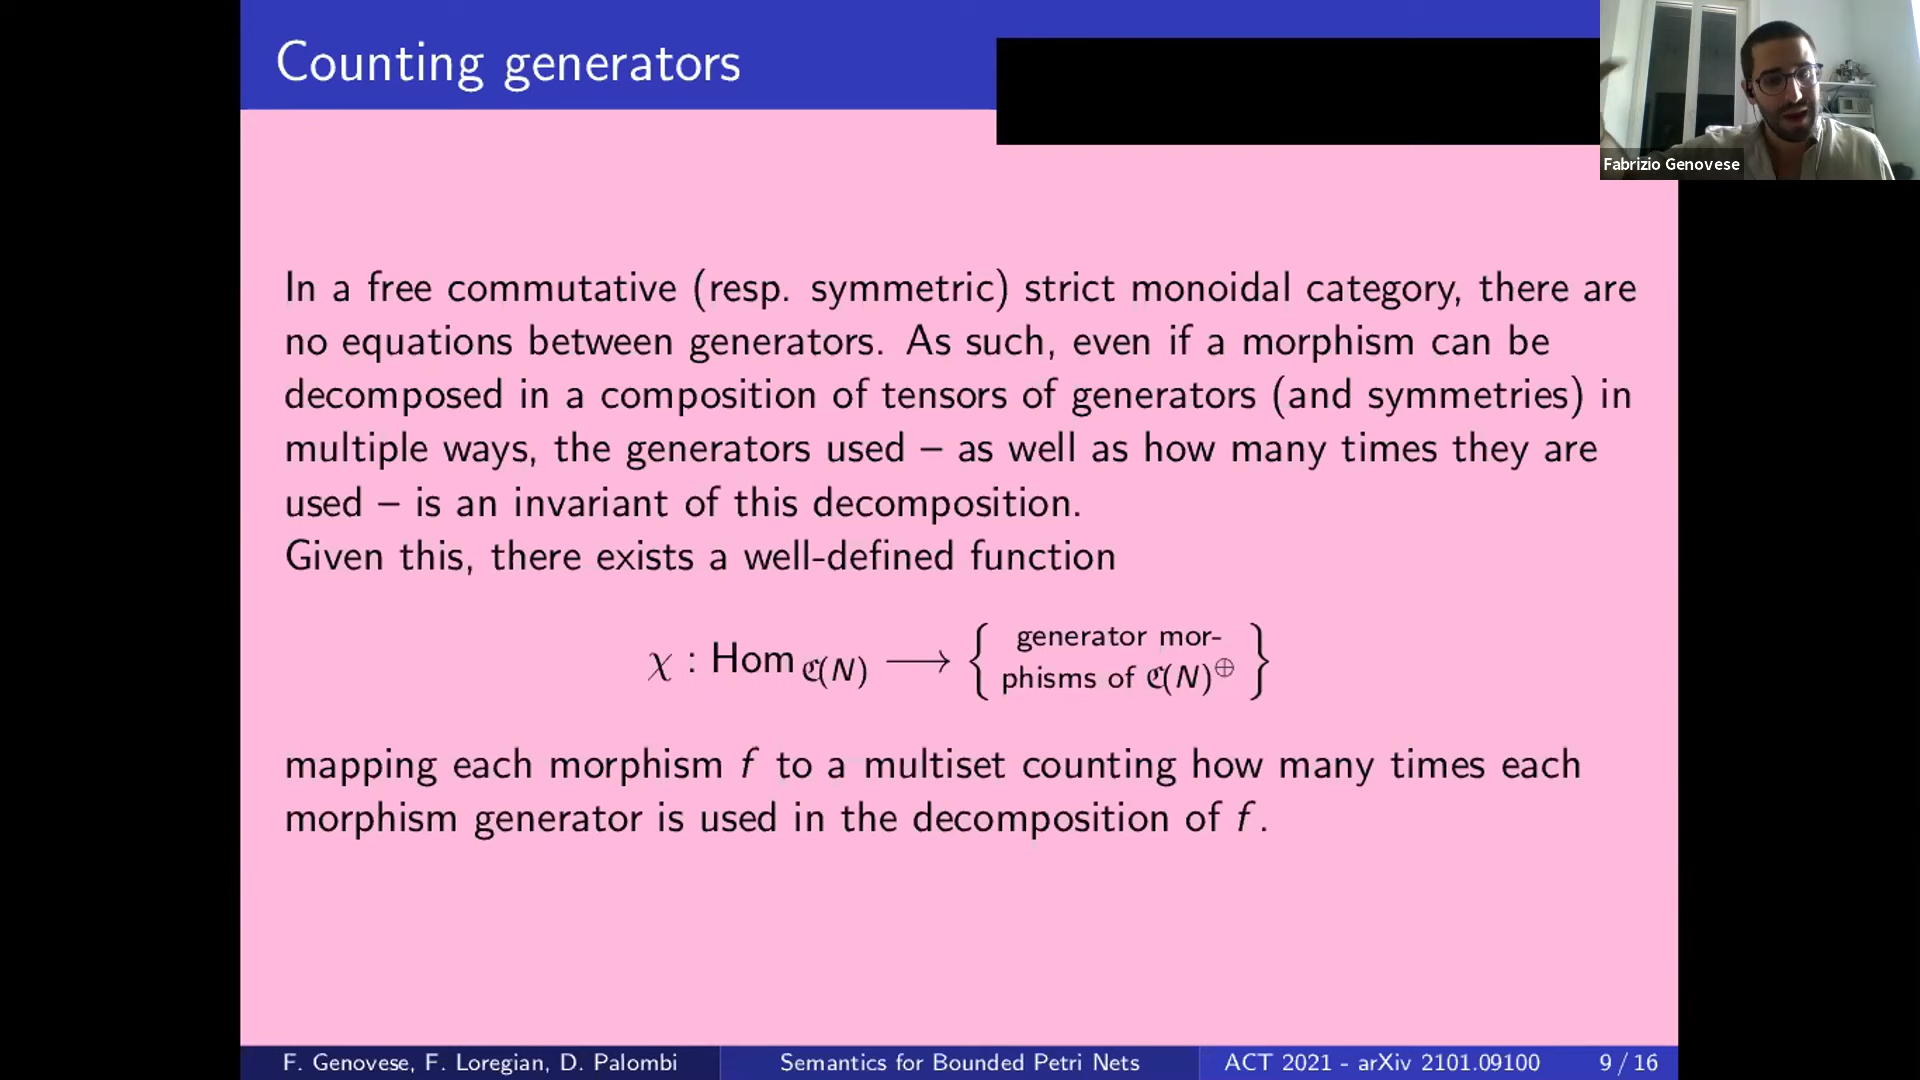 Counting generators
Fabrizio Genovese
In a free commutative (resp. symmetric) strict monoidal category, there are
no equations between generators. As such, even if a morphism can be
decomposed in a composition of tensors of generators (and symmetries) in
multiple ways, the generators used – as well as how many times they are
used – is an invariant of this decomposition.
Given this, there exists a well-defined function
χ : Hom_ℭ(N) ⟶ { generator mor-
phisms of ℭ(N)^⊕ }
mapping each morphism f to a multiset counting how many times each
morphism generator is used in the decomposition of f.
F. Genovese, F. Loregian, D. Palombi
Semantics for Bounded Petri Nets
ACT 2021 - arXiv 2101.09100
9 / 16